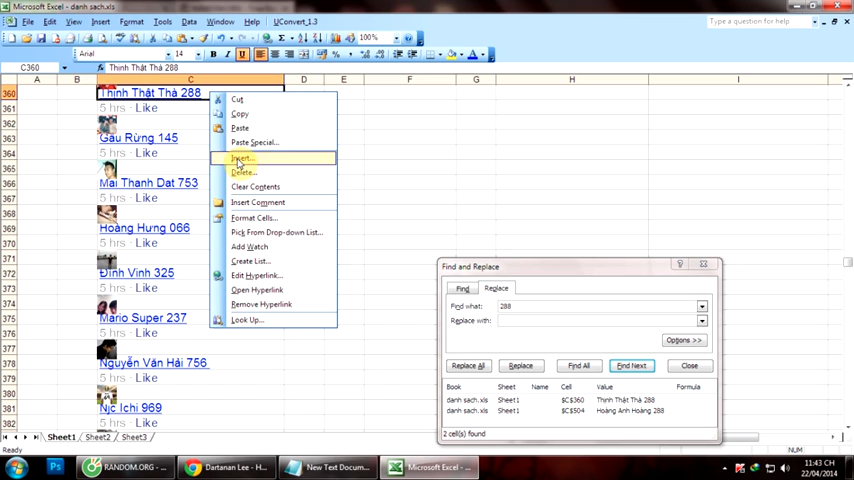 Microsoft Excel - danh sach.xls
File Edit View Insert Format Tools Data Window Help UConvert_1.3
Type a question for help
100%
Arial 14 B I U
C360 Thịnh Thật Thà 288
A B C D E F G H I
360 Thịnh Thật Thà 288
361 5 hrs · Like
362
363 Gấu Rừng 145
364 5 hrs · Like
365
366 Mai Thanh Dat 753
367 5 hrs · Like
368
369 Hoàng Hưng 066
370 5 hrs · Like
371
372 Đình Vinh 325
373 5 hrs · Like
374
375 Mario Super 237
376 5 hrs · Like
377
378 Nguyễn Văn Hải 756
379 5 hrs · Like
380
381 Njc Ichi 969
382 5 hrs · Like
Cut
Copy
Paste
Paste Special...
Insert...
Delete...
Clear Contents
Insert Comment
Format Cells...
Pick From Drop-down List...
Add Watch
Create List...
Edit Hyperlink...
Open Hyperlink
Remove Hyperlink
Look Up...
Find and Replace
Find Replace
Find what: 288
Replace with:
Options >>
Replace All Replace Find All Find Next Close
Book Sheet Name Cell Value Formula
danh sach.xls Sheet1 $C$360 Thịnh Thật Thà 288
danh sach.xls Sheet1 $C$504 Hoàng Anh Hoàng 288
2 cell(s) found
Sheet1 Sheet2 Sheet3
Ready NUM
RANDOM.ORG - ... Dartanan Lee - H... New Text Docum... Microsoft Excel - ...
11:43 CH
22/04/2014